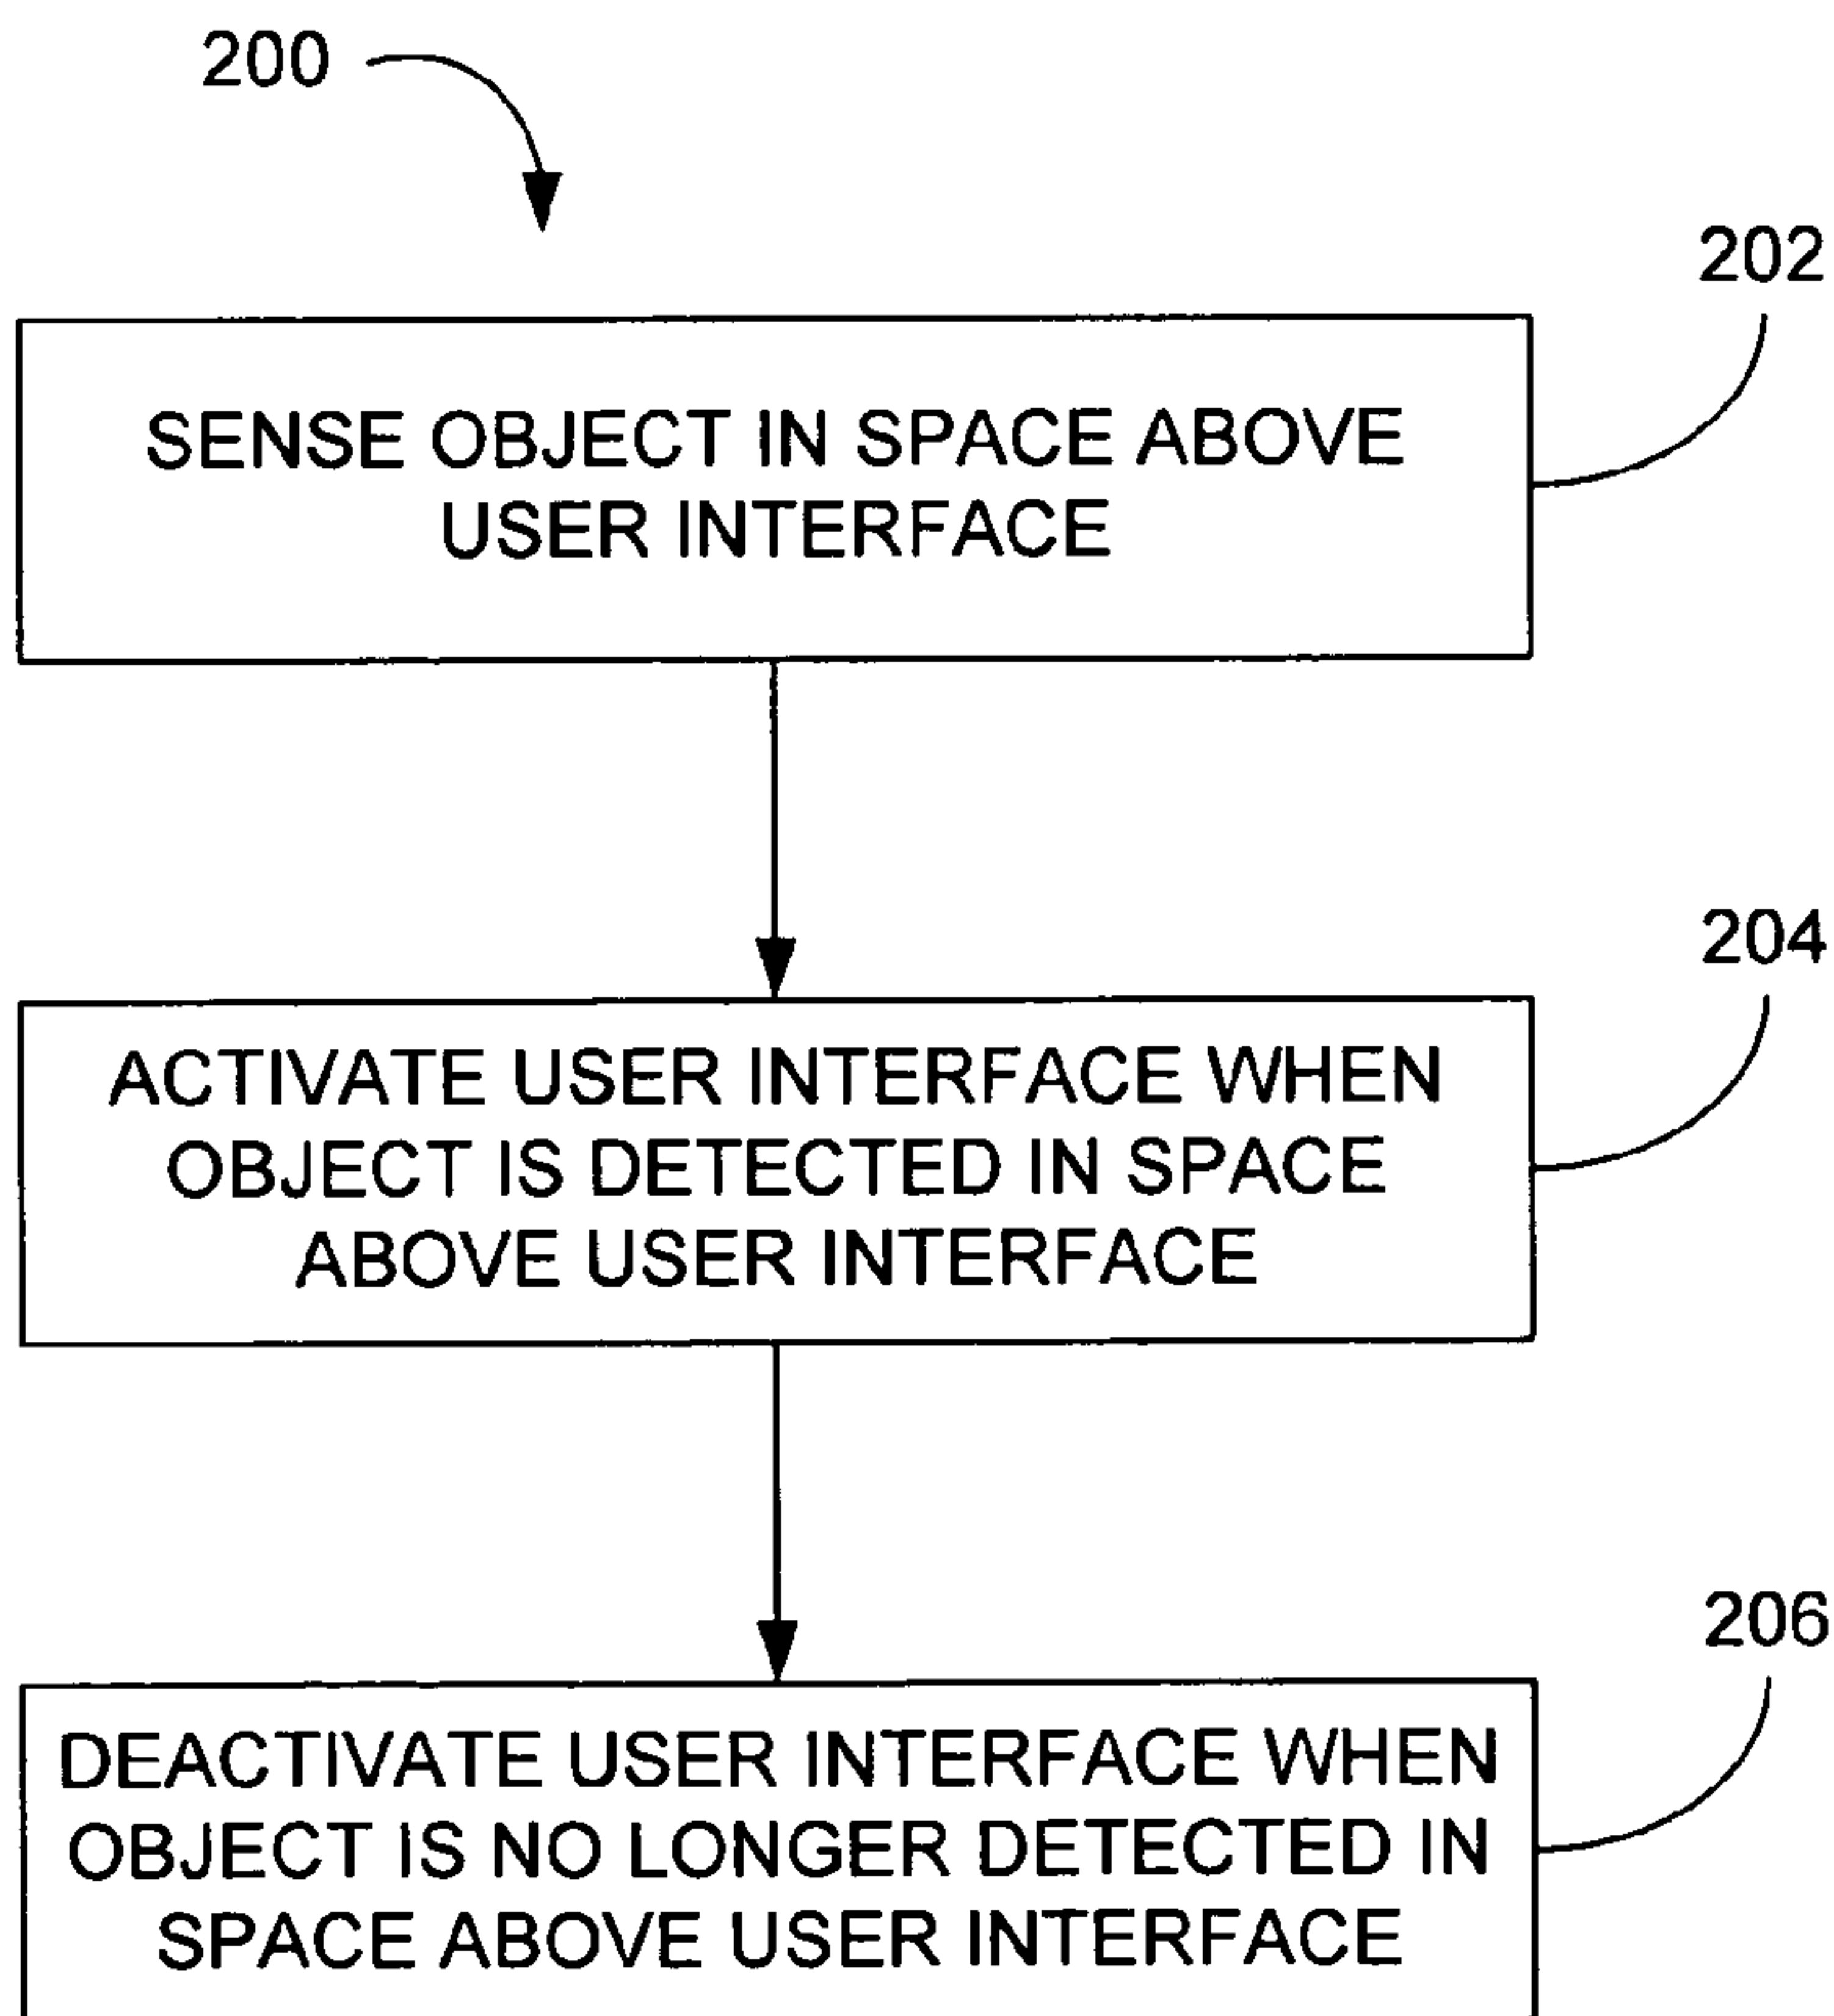 200
202
SENSE OBJECT IN SPACE ABOVE
USER INTERFACE
204
ACTIVATE USER INTERFACE WHEN
OBJECT IS DETECTED IN SPACE
ABOVE USER INTERFACE
206
DEACTIVATE USER INTERFACE WHEN
OBJECT IS NO LONGER DETECTED IN
SPACE ABOVE USER INTERFACE